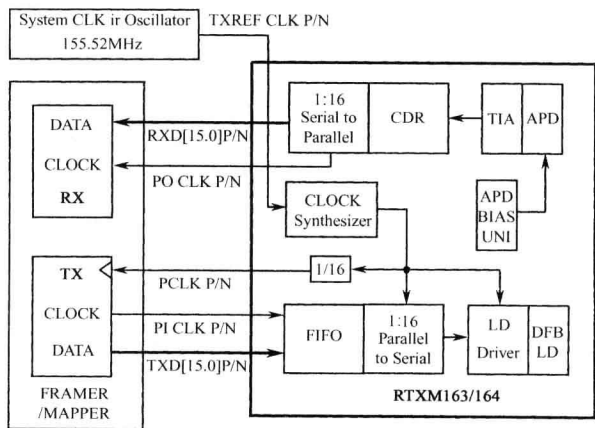 System CLK ir Oscillator
155.52MHz
TXREF CLK P/N
DATA
CLOCK
RX
RXD[15.0]P/N
PO CLK P/N
1:16
Serial to
Parallel
CDR
TIA
APD
APD
BIAS
UNI
CLOCK
Synthesizer
TX
CLOCK
DATA
PCLK P/N
PI CLK P/N
TXD[15.0]P/N
1/16
FIFO
1:16
Parallel
to Serial
LD
Driver
DFB
LD
FRAMER
/MAPPER
RTXM163/164